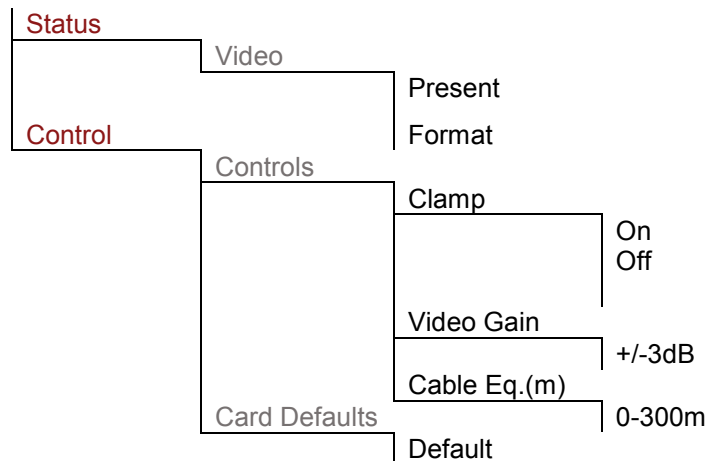 Status
Video
Present
Control
Format
Controls
Clamp
On
Off
Video Gain
+/-3dB
Cable Eq.(m)
Card Defaults
0-300m
Default